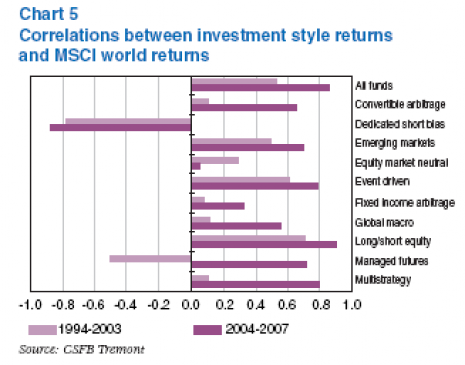 Chart 5
Correlations between investment style returns
and MSCI world returns
All funds
Convertible arbitrage
Dedicated short bias
Emerging markets
Equity market neutral
Event driven
Fixed income arbitrage
Global macro
Long/short equity
Managed futures
Multistrategy
-1.0 -0.8 -0.6 -0.4 -0.2 0.0 0.2 0.4 0.6 0.8 1.0
1994-2003 2004-2007
Source: CSFB Tremont